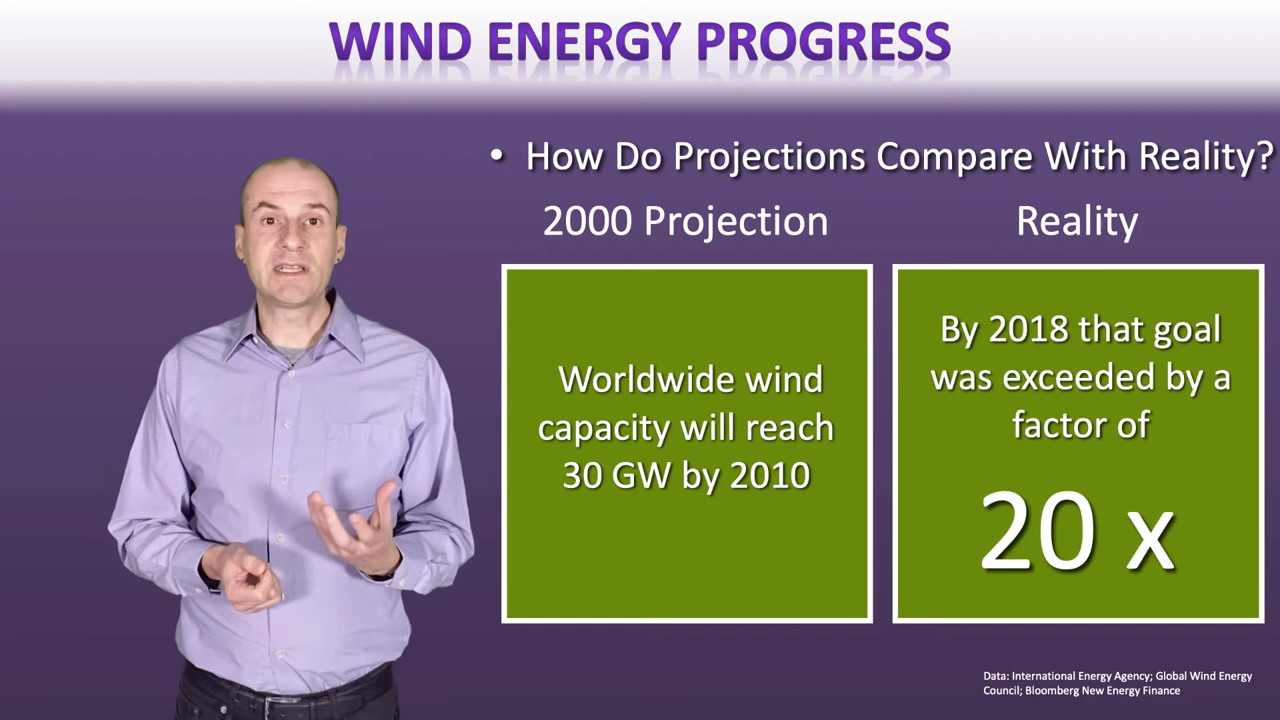 WIND ENERGY PROGRESS
• How Do Projections Compare With Reality?
2000 Projection
Reality
Worldwide wind
capacity will reach
30 GW by 2010
By 2018 that goal
was exceeded by a
factor of
20 x
Data: International Energy Agency; Global Wind Energy
Council; Bloomberg New Energy Finance